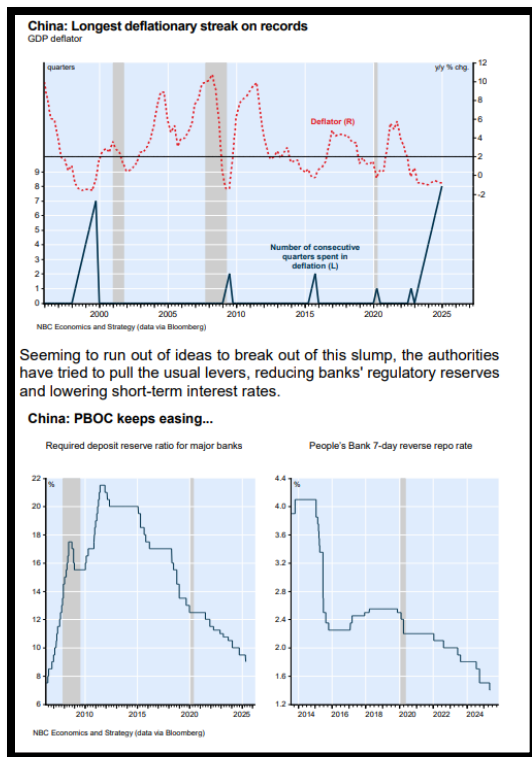 China: Longest deflationary streak on records
GDP deflator
quarters
y/y % chg.
12
10
8
6
4
2
0
-2
Deflator (R)
9
8
7
6
5
4
3
2
1
0
Number of consecutive
quarters spent in
deflation (L)
2000 2005 2010 2015 2020 2025
NBC Economics and Strategy (data via Bloomberg)
Seeming to run out of ideas to break out of this slump, the authorities
have tried to pull the usual levers, reducing banks' regulatory reserves
and lowering short-term interest rates.
China: PBOC keeps easing...
Required deposit reserve ratio for major banks
%
22
20
18
16
14
12
10
8
6
2010 2015 2020 2025
People's Bank 7-day reverse repo rate
%
4.4
4.0
3.6
3.2
2.8
2.4
2.0
1.6
1.2
2014 2016 2018 2020 2022 2024
NBC Economics and Strategy (data via Bloomberg)